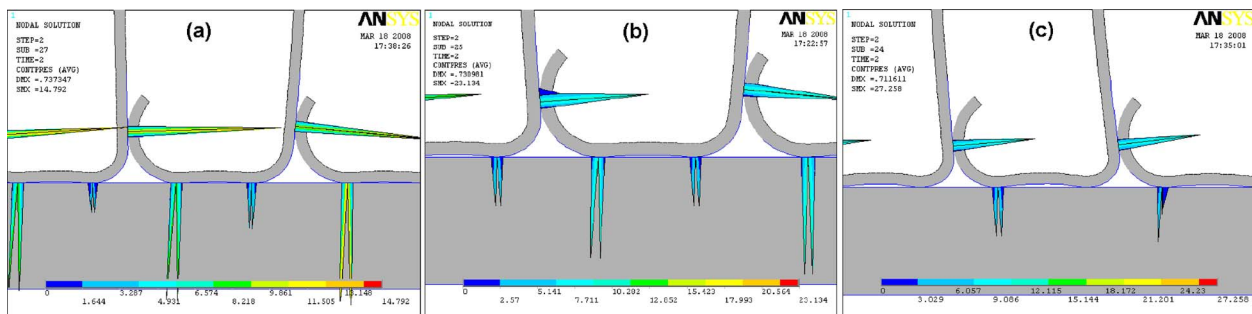 1
NODAL SOLUTION
STEP=2
SUB =27
TIME=2
CONTPRES (AVG)
DMX =.737347
SMX =14.792
(a)
ANSYS
MAR 18 2008
17:38:26
0
3.287
6.574
9.861
13.148
1.644
4.931
8.218
11.505
14.792
1
NODAL SOLUTION
STEP=2
SUB =25
TIME=2
CONTPRES (AVG)
DMX =.730981
SMX =23.134
(b)
ANSYS
MAR 18 2008
17:22:57
0
5.141
10.282
15.423
20.564
2.57
7.711
12.852
17.993
23.134
1
NODAL SOLUTION
STEP=2
SUB =24
TIME=2
CONTPRES (AVG)
DMX =.711611
SMX =27.258
(c)
ANSYS
MAR 18 2008
17:35:01
0
6.057
12.115
18.172
24.23
3.029
9.086
15.144
21.201
27.258